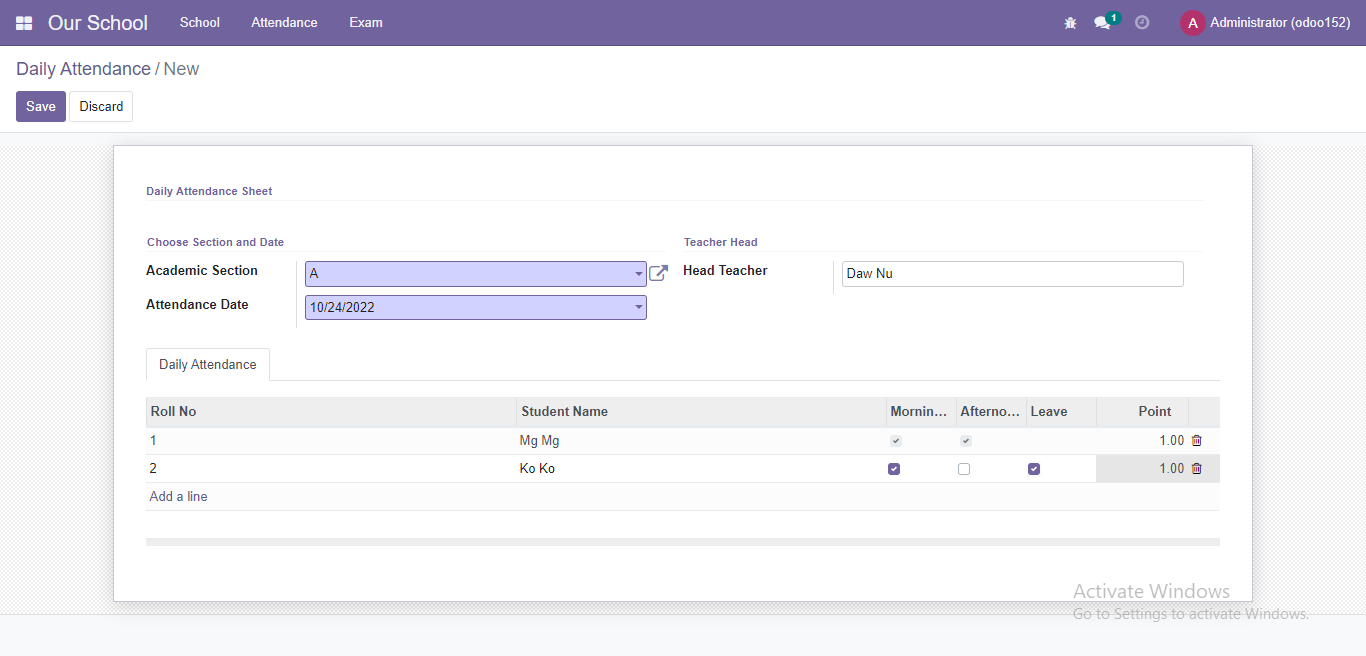 Our School School Attendance Exam 1 A Administrator (odoo152)
Daily Attendance / New
Save Discard
Daily Attendance Sheet
Choose Section and Date Teacher Head
Academic Section A Head Teacher Daw Nu
Attendance Date 10/24/2022
Daily Attendance
Roll No Student Name Mornin... Afterno... Leave Point
1 Mg Mg 1.00
2 Ko Ko 1.00
Add a line
Activate Windows
Go to Settings to activate Windows.